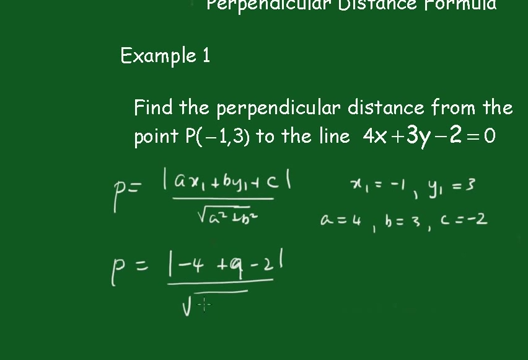 Perpendicular Distance Formula
Example 1
Find the perpendicular distance from the
point P(−1,3) to the line 4x+3y−2=0
p= |ax₁+by₁+c| / √a²+b²
x₁=−1, y₁=3
a=4, b=3, c=−2
p = |−4+9−2| / √